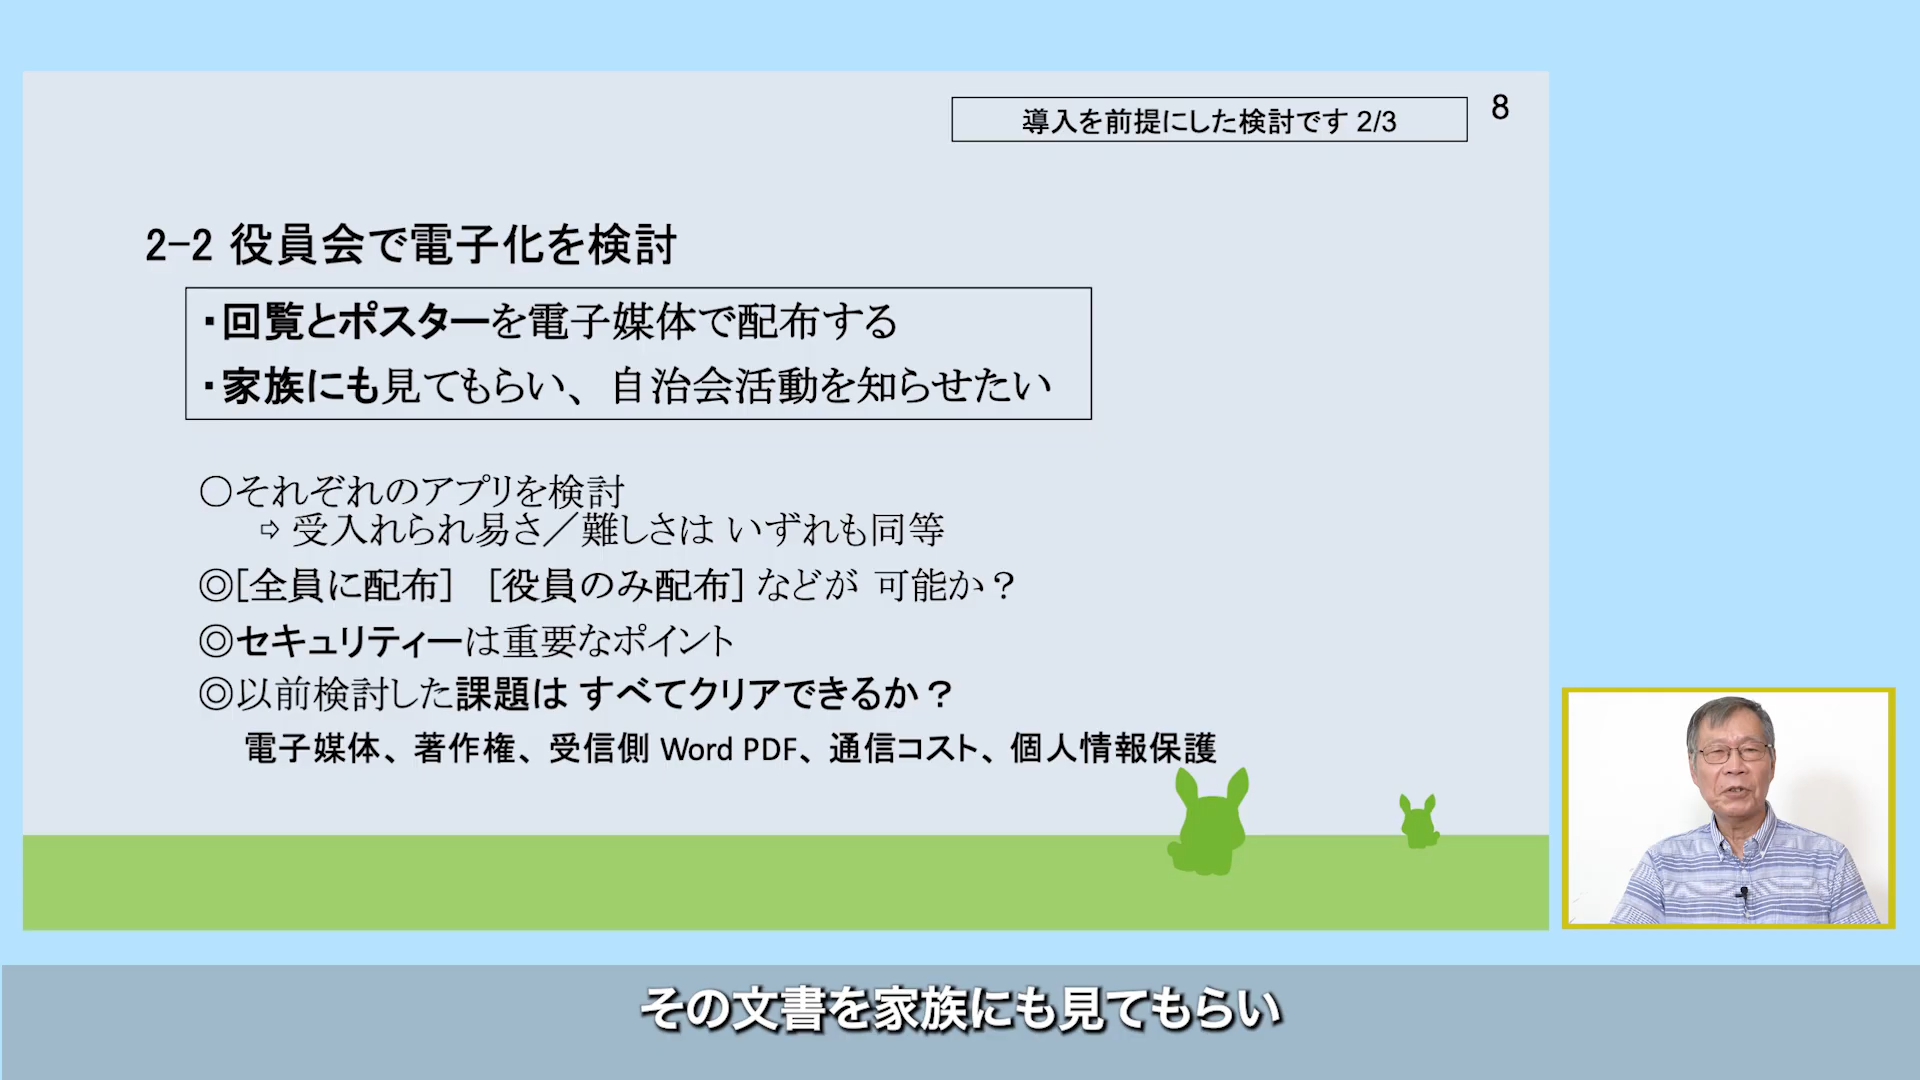 導入を前提にした検討です 2/3
8
2-2 役員会で電子化を検討
・回覧とポスターを電子媒体で配布する
・家族にも見てもらい、自治会活動を知らせたい
〇それぞれのアプリを検討
⇨ 受入れられ易さ／難しさは いずれも同等
◎[全員に配布] [役員のみ配布] などが 可能か？
◎セキュリティーは重要なポイント
◎以前検討した課題は すべてクリアできるか？
電子媒体、著作権、受信側 Word PDF、通信コスト、個人情報保護
その文書を家族にも見てもらい